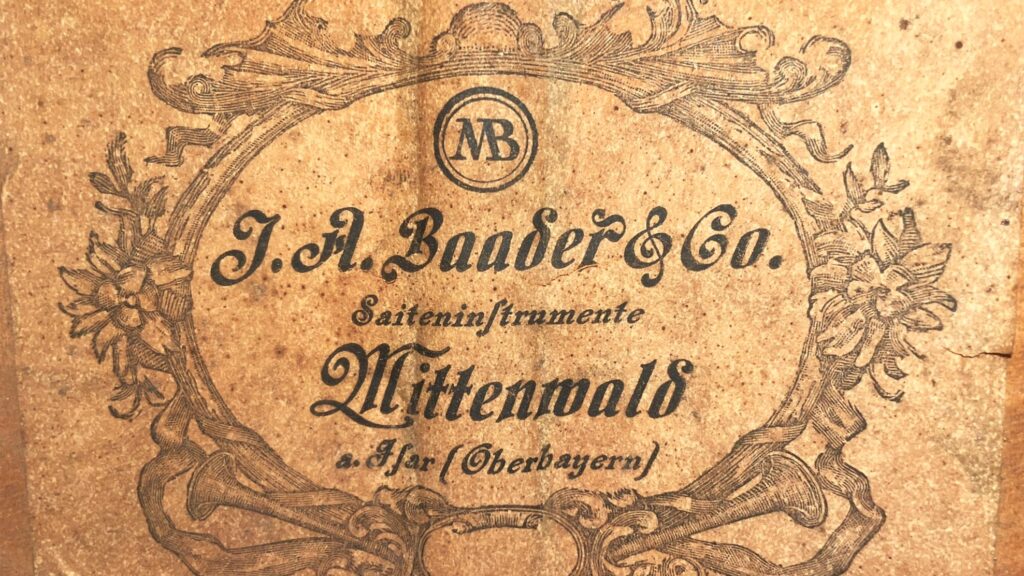 MB
J. A. Baader & Co.
Saiteninſtrumente
Mittenwald
a. Iſar (Oberbayern)